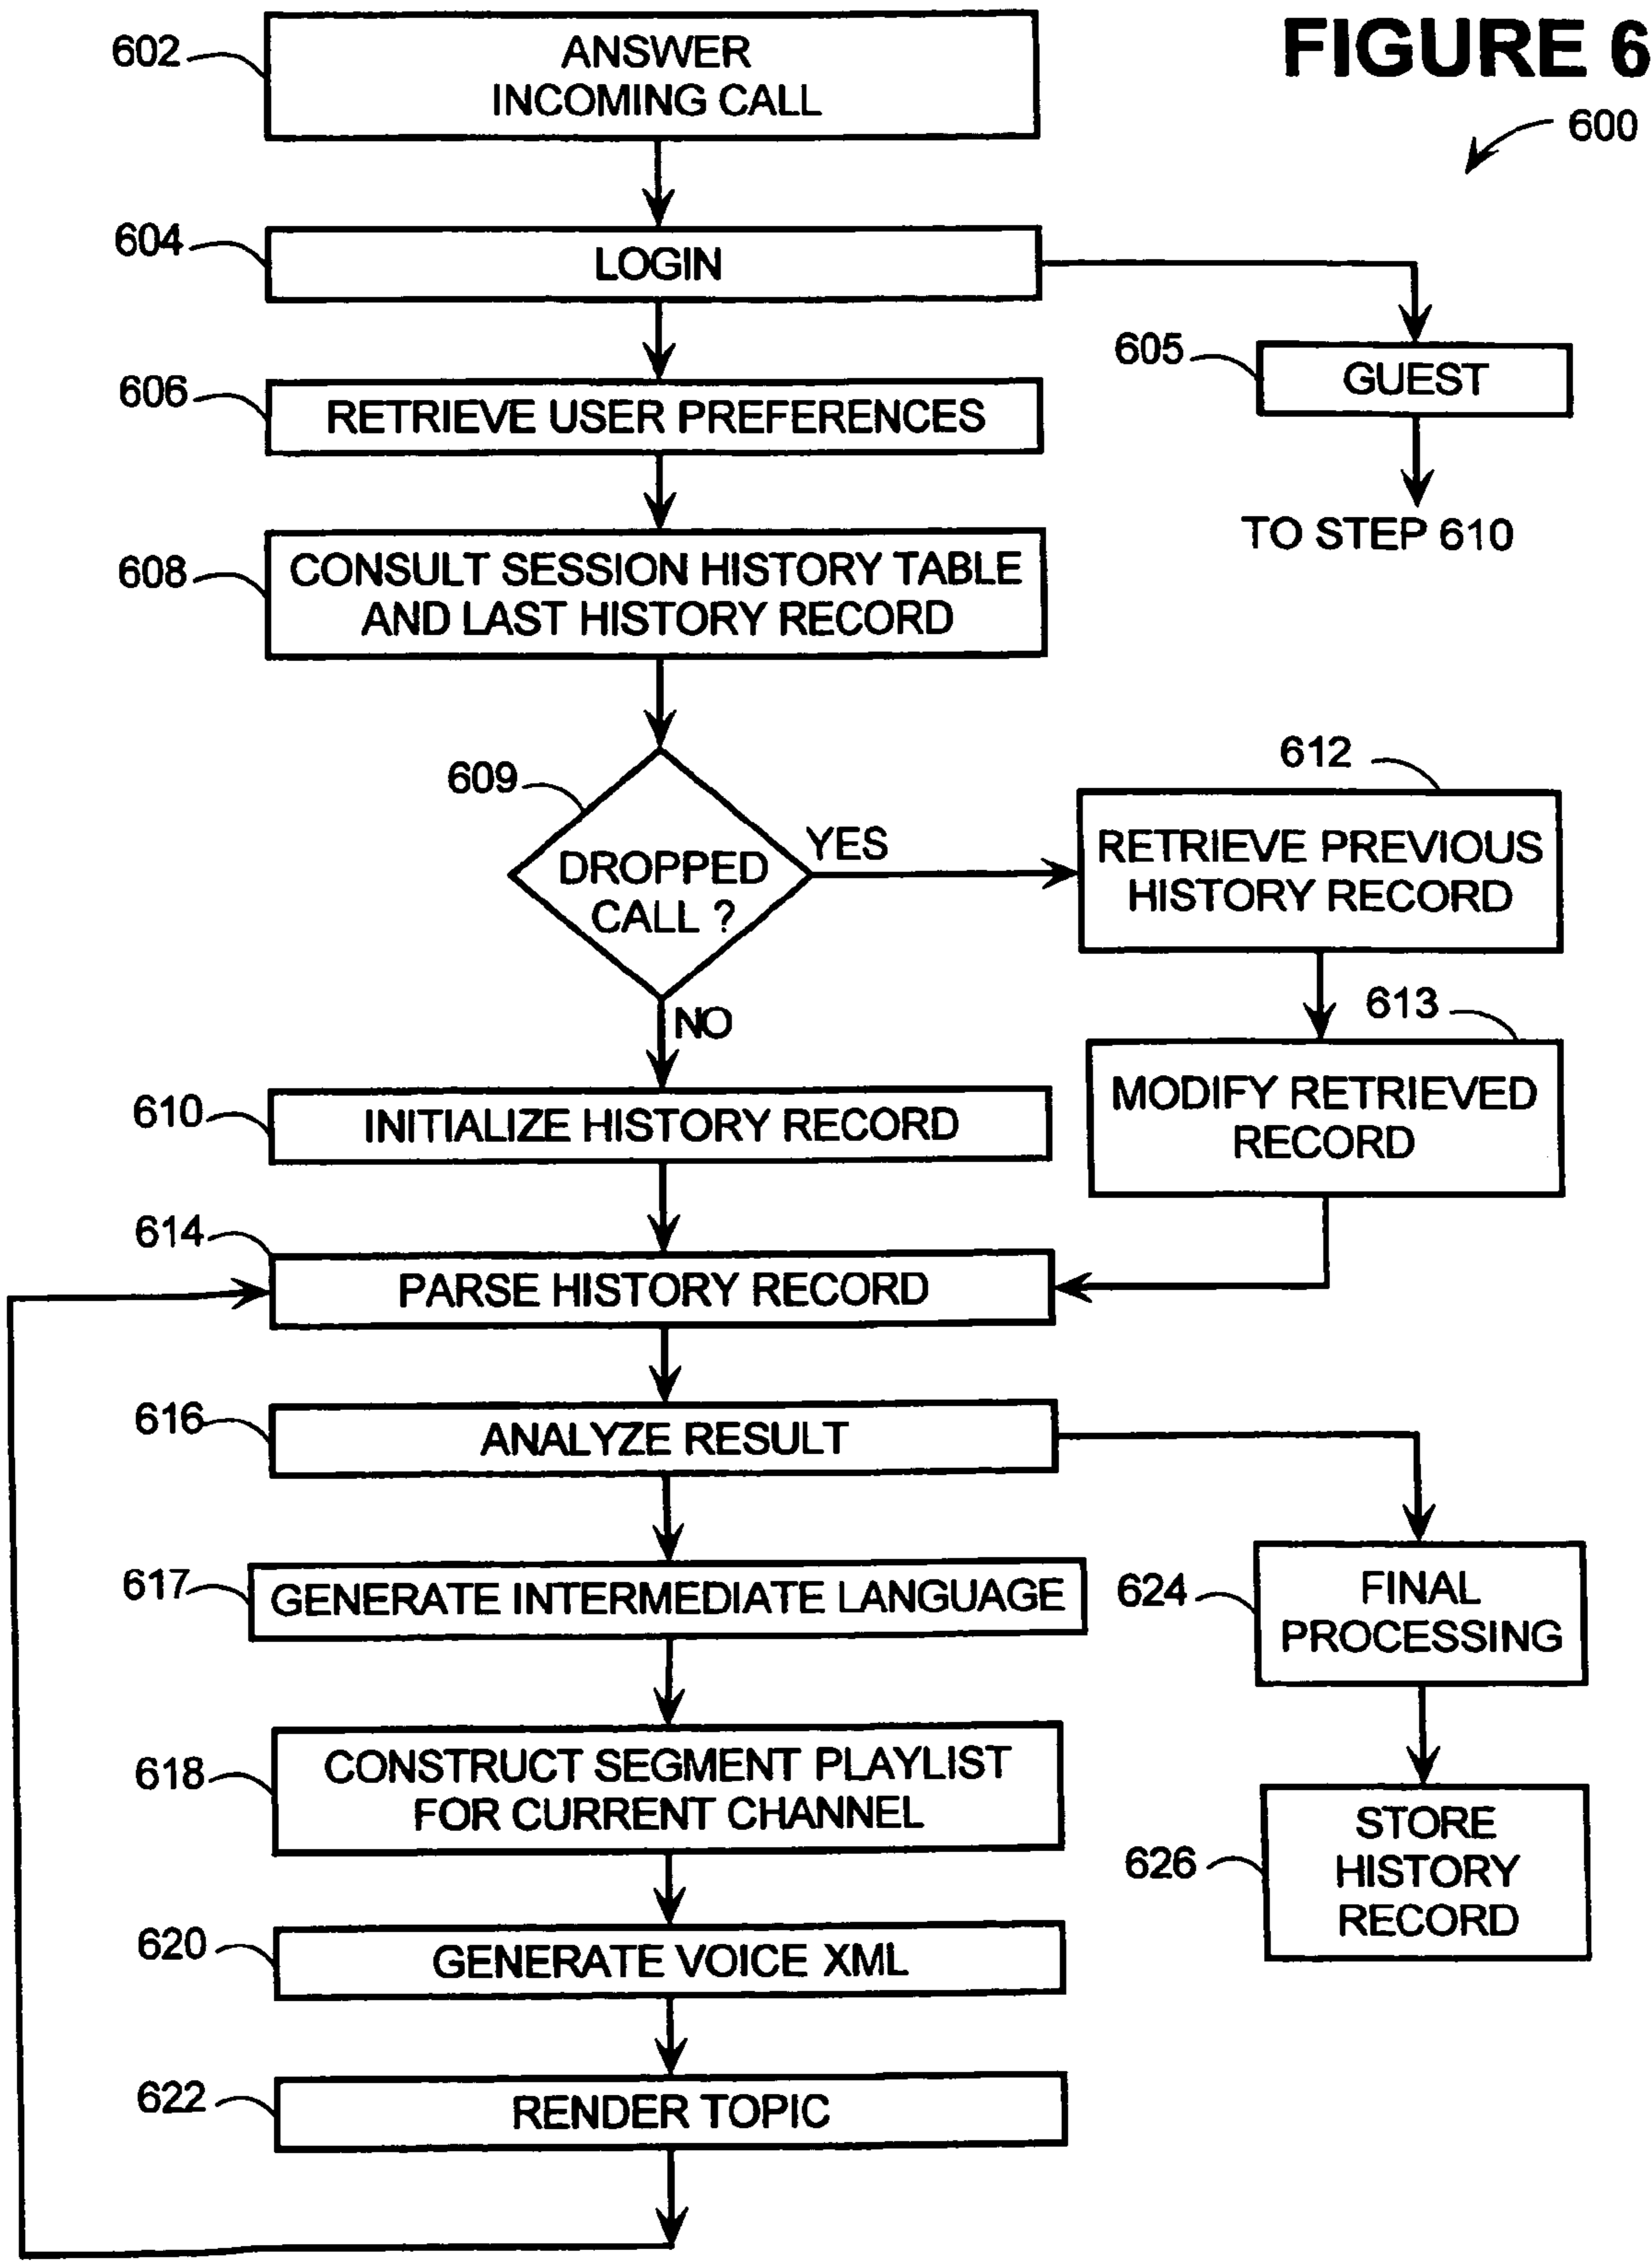 FIGURE 6
600
602
ANSWER
INCOMING CALL
604
LOGIN
605
GUEST
TO STEP 610
606
RETRIEVE USER PREFERENCES
608
CONSULT SESSION HISTORY TABLE
AND LAST HISTORY RECORD
609
DROPPED
CALL ?
YES
NO
612
RETRIEVE PREVIOUS
HISTORY RECORD
613
MODIFY RETRIEVED
RECORD
610
INITIALIZE HISTORY RECORD
614
PARSE HISTORY RECORD
616
ANALYZE RESULT
617
GENERATE INTERMEDIATE LANGUAGE
624
FINAL
PROCESSING
618
CONSTRUCT SEGMENT PLAYLIST
FOR CURRENT CHANNEL
626
STORE
HISTORY
RECORD
620
GENERATE VOICE XML
622
RENDER TOPIC